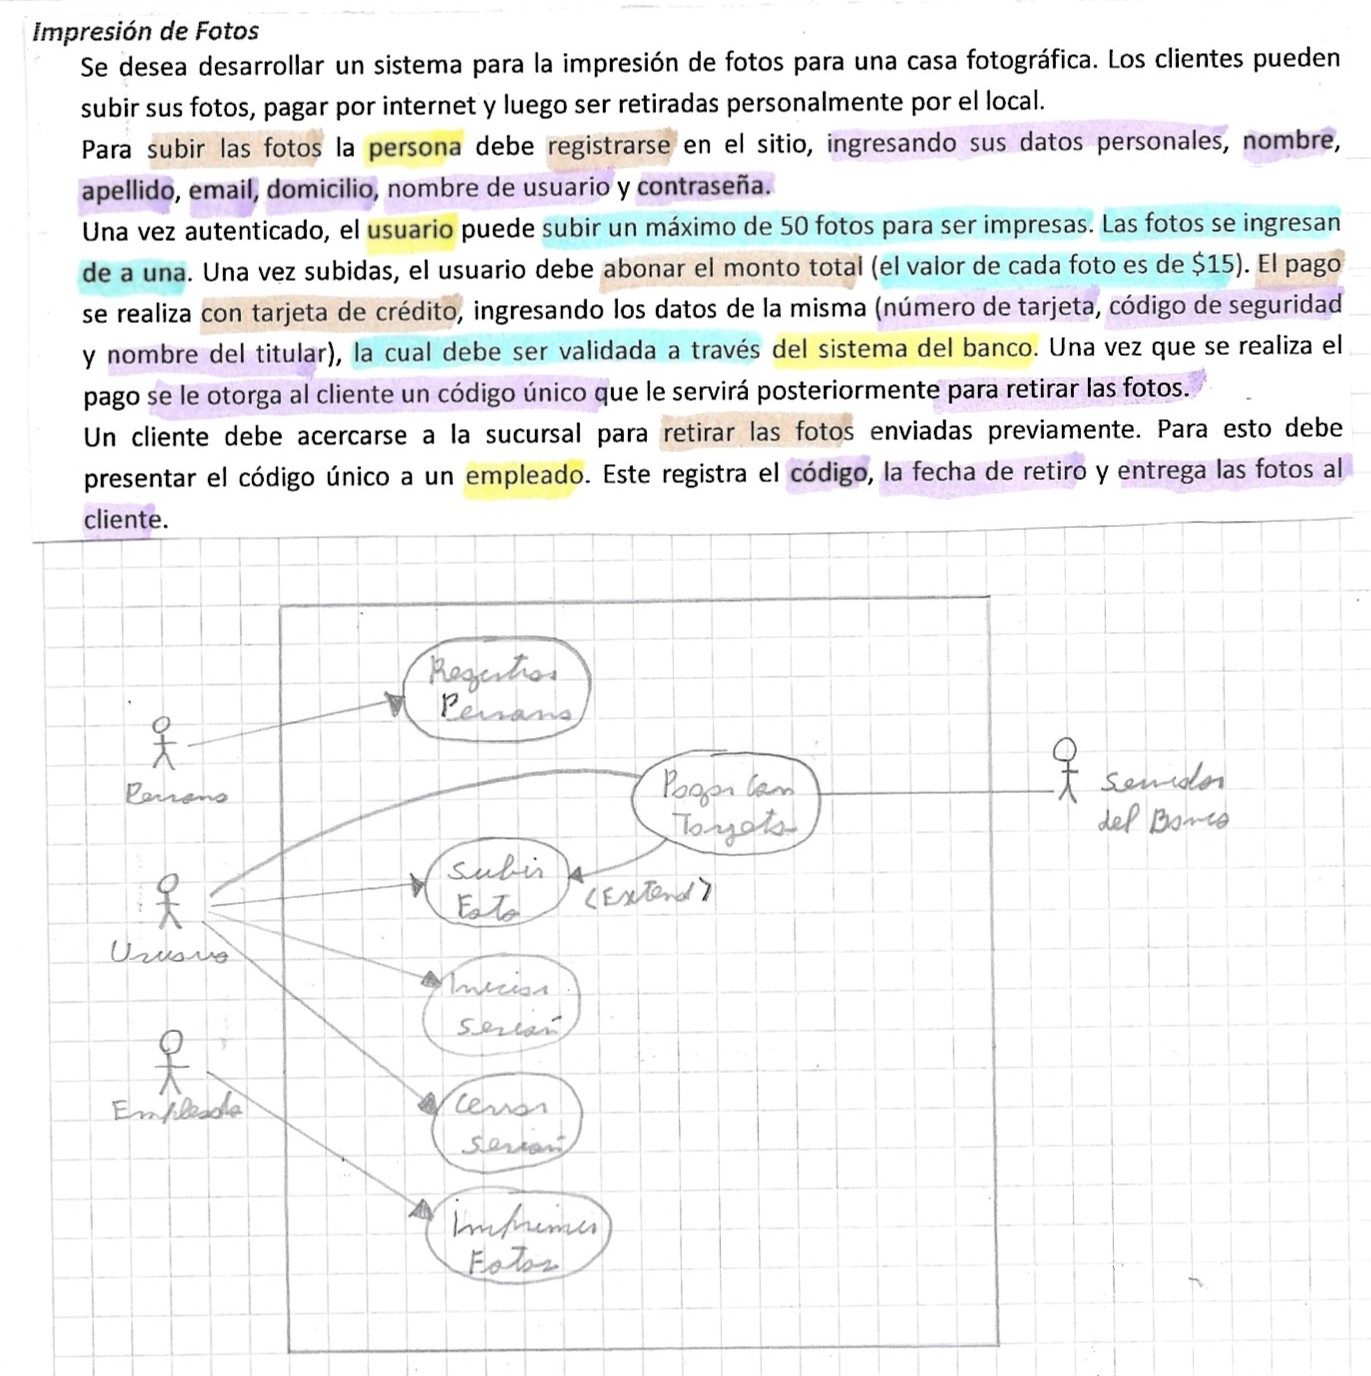 Impresión de Fotos
Se desea desarrollar un sistema para la impresión de fotos para una casa fotográfica. Los clientes pueden
subir sus fotos, pagar por internet y luego ser retiradas personalmente por el local.
Para subir las fotos la persona debe registrarse en el sitio, ingresando sus datos personales, nombre,
apellido, email, domicilio, nombre de usuario y contraseña.
Una vez autenticado, el usuario puede subir un máximo de 50 fotos para ser impresas. Las fotos se ingresan
de a una. Una vez subidas, el usuario debe abonar el monto total (el valor de cada foto es de $15). El pago
se realiza con tarjeta de crédito, ingresando los datos de la misma (número de tarjeta, código de seguridad
y nombre del titular), la cual debe ser validada a través del sistema del banco. Una vez que se realiza el
pago se le otorga al cliente un código único que le servirá posteriormente para retirar las fotos.
Un cliente debe acercarse a la sucursal para retirar las fotos enviadas previamente. Para esto debe
presentar el código único a un empleado. Este registra el código, la fecha de retiro y entrega las fotos al
cliente.
Registrar
Persona
Persona
Pagar Con
Tarjeta
Servidor
del Banco
Subir
Foto
<Extend>
Usuario
Iniciar
sesión
Empleado
Cerrar
sesión
imprimir
Fotos